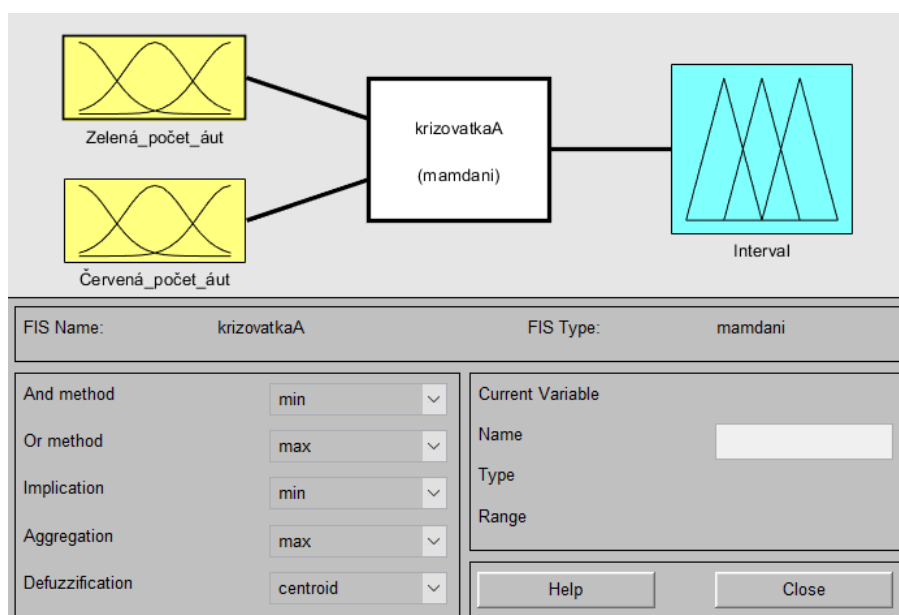 Zelená_počet_áut
Červená_počet_áut
krizovatkaA
(mamdani)
Interval
FIS Name: krizovatkaA FIS Type: mamdani
And method min
Or method max
Implication min
Aggregation max
Defuzzification centroid
Current Variable
Name
Type
Range
Help Close